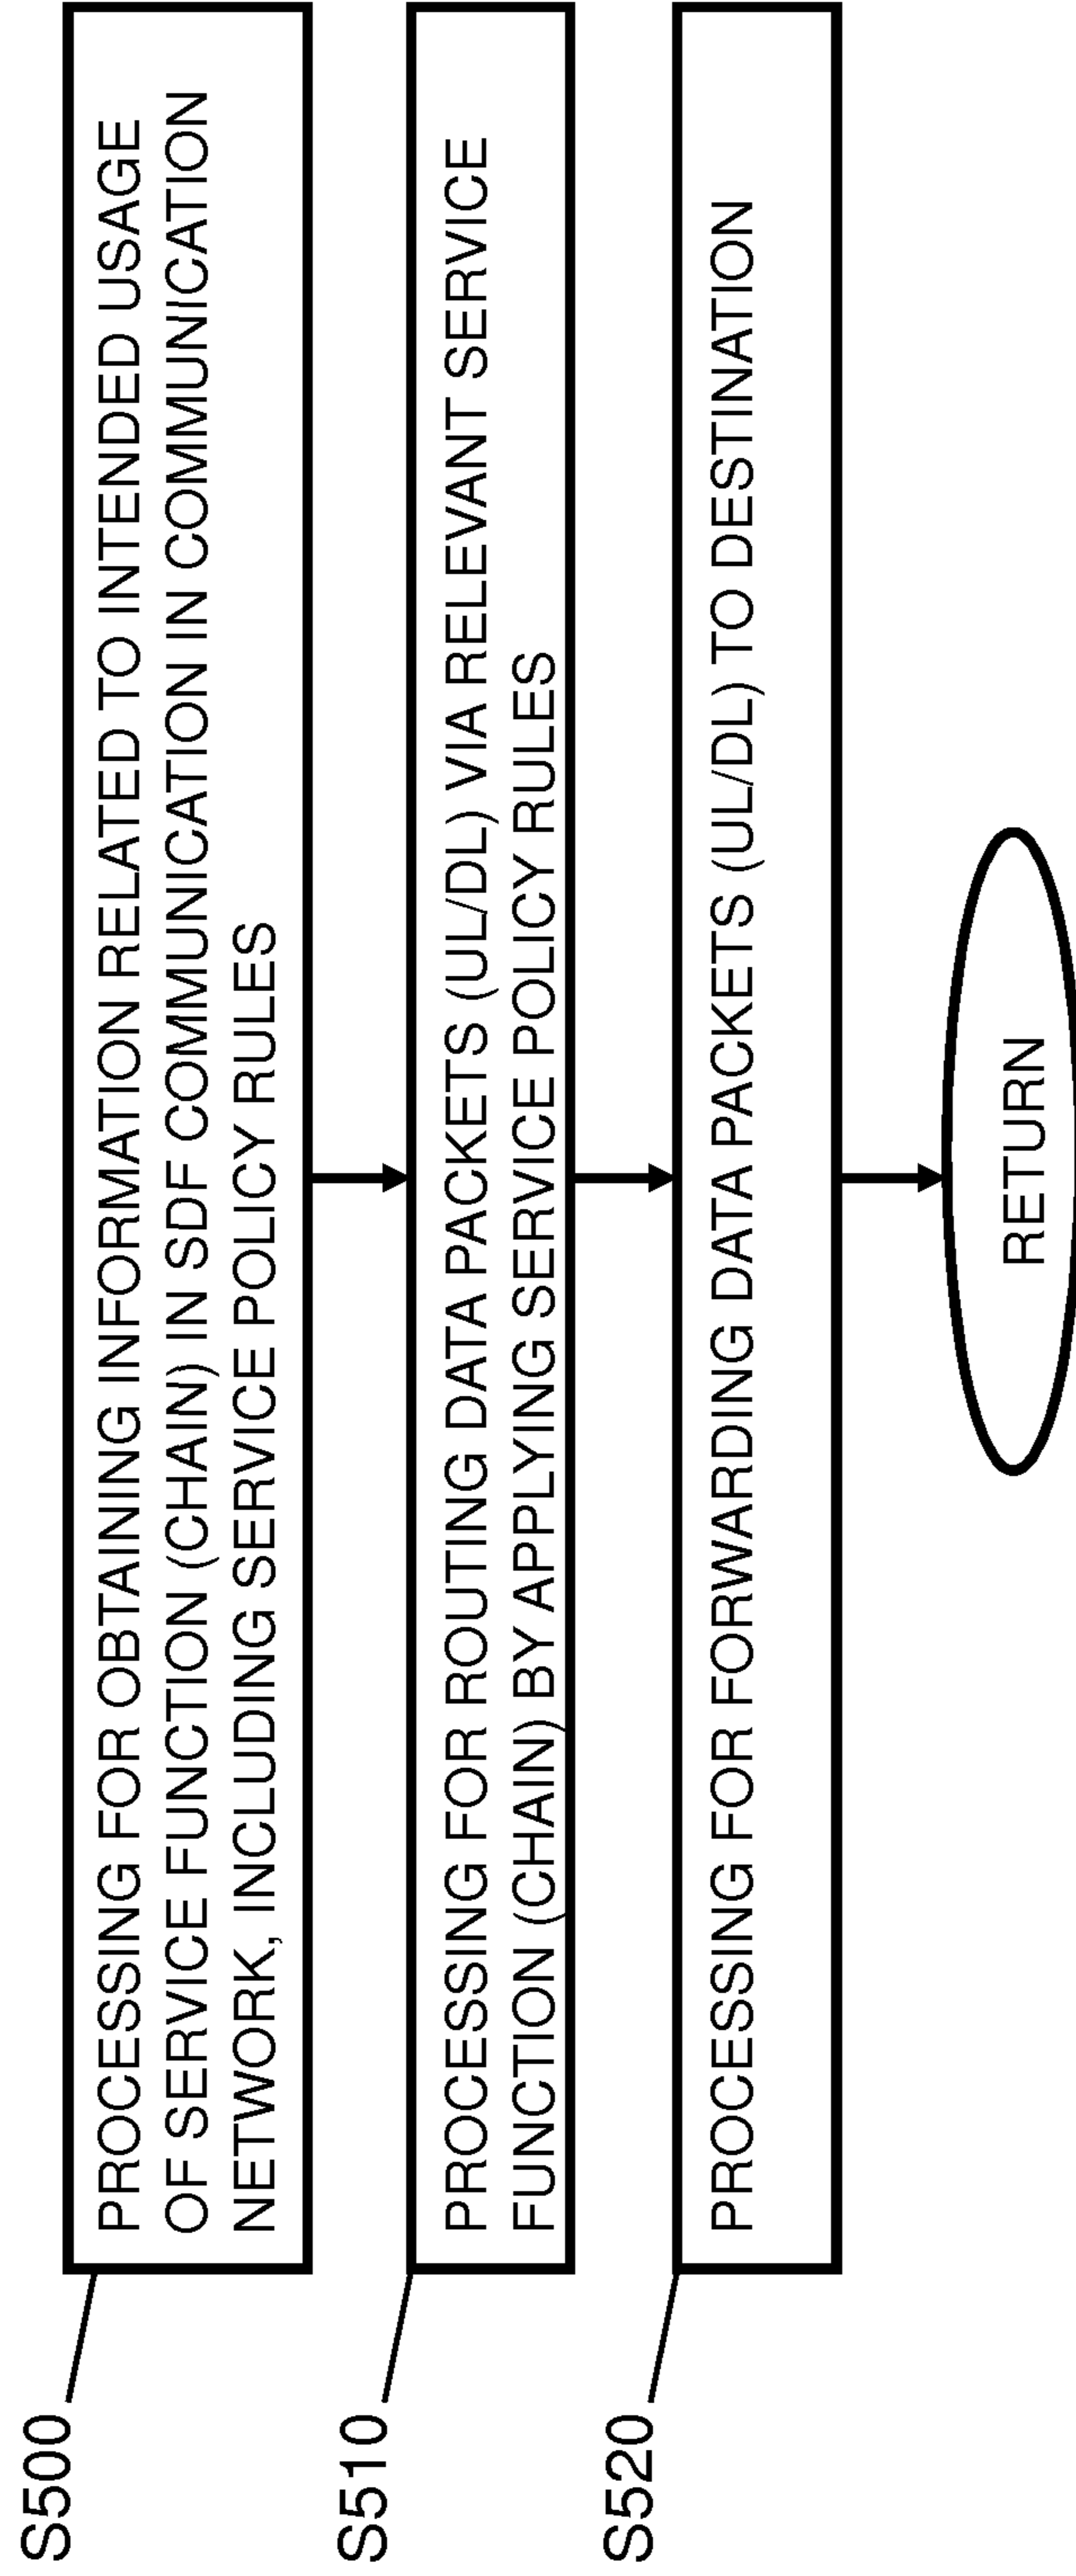 S500
PROCESSING FOR OBTAINING INFORMATION RELATED TO INTENDED USAGE
OF SERVICE FUNCTION (CHAIN) IN SDF COMMUNICATION IN COMMUNICATION
NETWORK, INCLUDING SERVICE POLICY RULES
S510
PROCESSING FOR ROUTING DATA PACKETS (UL/DL) VIA RELEVANT SERVICE
FUNCTION (CHAIN) BY APPLYING SERVICE POLICY RULES
S520
PROCESSING FOR FORWARDING DATA PACKETS (UL/DL) TO DESTINATION
RETURN